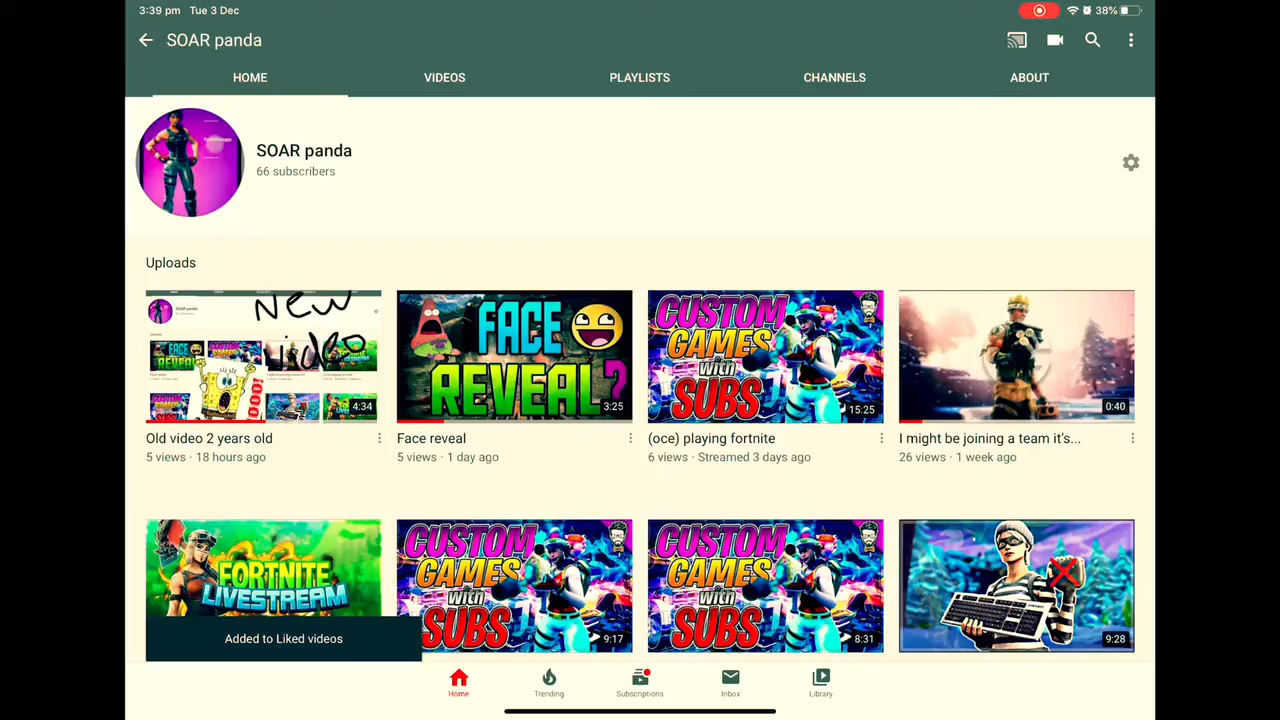 3:39 pm Tue 3 Dec 38%
SOAR panda
HOME VIDEOS PLAYLISTS CHANNELS ABOUT
SOAR panda
66 subscribers
Uploads
New
video
SOAR panda
FACE
REVEAL
4:34
FACE
REVEAL?
3:25
CUSTOM
GAMES
with
SUBS
15:25
0:40
Old video 2 years old
5 views · 18 hours ago
Face reveal
5 views · 1 day ago
(oce) playing fortnite
6 views · Streamed 3 days ago
I might be joining a team it's...
26 views · 1 week ago
FORTNITE
LIVESTREAM
CUSTOM
GAMES
with
SUBS
9:17
CUSTOM
GAMES
with
SUBS
8:31
9:28
Added to Liked videos
Home Trending Subscriptions Inbox Library